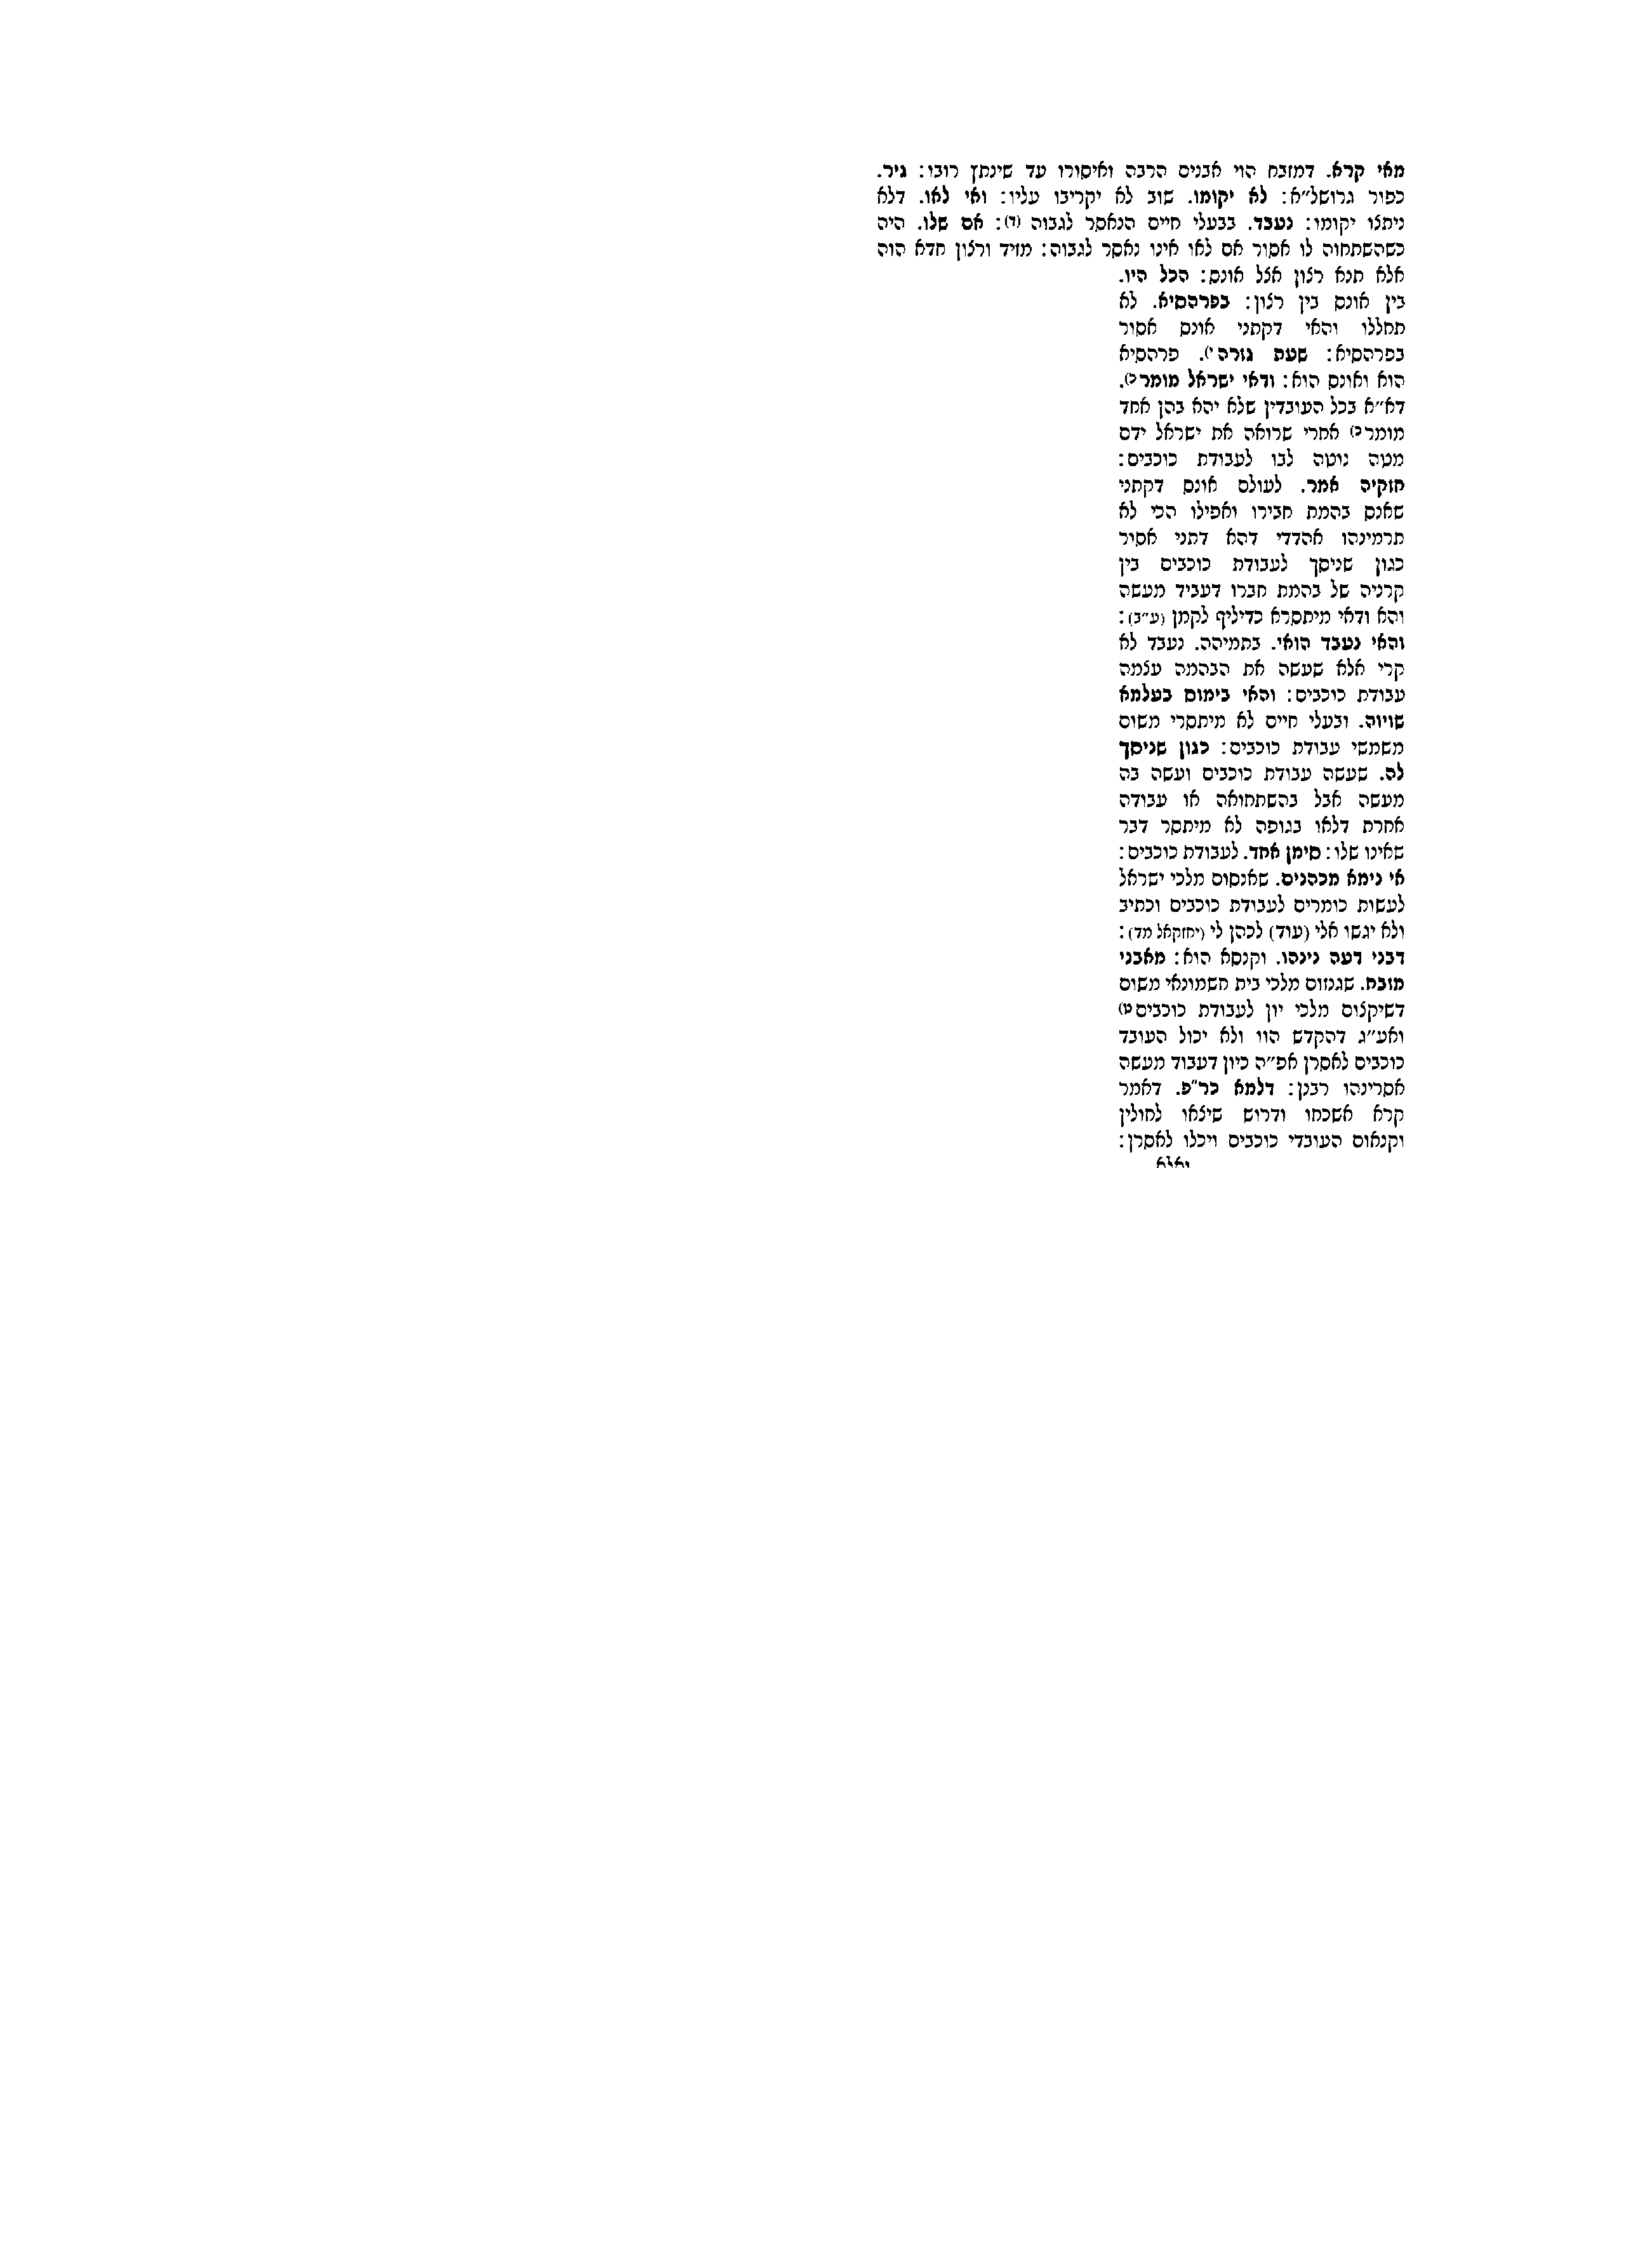 מאי קרא. דמזבח הוי אבנים הרבה ואיסורו עד שינתץ רובו: גיר.
כפור גרושל״א: לא יקומו. שוב לא יקריבו עליו: ואי לאו. דלא
ניתצו יקומו: נעבד. בבעלי חיים הנאסר לגבוה (ד): אם שלו. היה
כשהשתחוה לו אסור אם לאו אינו נאסר לגבוה: מזיד ורצון חדא הוה
אלא תנא רצון אצל אונס: הכל היו.
בין אונס בין רצון: בפרהסיא. לא
תחללו והאי דקתני אונס אסור
בפרהסיא: שעת גזרה י). פרהסיא
הוא ואונס הוא: ודאי ישראל מומר כ).
דא״א בכל העובדין שלא יהא בהן אחד
מומר כ) אחרי שרואה את ישראל ידם
מטה נוטה לבו לעבודת כוכבים:
חזקיה אמר. לעולם אונס דקתני
שאנס בהמת חבירו ואפילו הכי לא
תרמינהו אהדדי דהא דתני אסור
כגון שניסך לעבודת כוכבים בין
קרניה של בהמת חברו דעביד מעשה
והא ודאי מיתסרא כדיליף לקמן (ע״ב):
והאי נעבד הואי. בתמיהה. נעבד לא
קרי אלא שעשה את הבהמה עצמה
עבודת כוכבים: והאי בימוס בעלמא
שויוה. ובעלי חיים לא מיתסרי משום
משמשי עבודת כוכבים: כגון שניסך
לה. שעשה עבודת כוכבים ועשה בה
מעשה אבל בהשתחואה או עבודה
אחרת דלאו בגופה לא מיתסר דבר
שאינו שלו: סימן אחד. לעבודת כוכבים:
אי נימא מכהנים. שאנסום מלכי ישראל
לעשות כומרים לעבודת כוכבים וכתיב
ולא יגשו אלי (עוד) לכהן לי (יחזקאל מד):
דבני דעה נינהו. וקנסא הוא: מאבני
מזבח. שגנזום מלכי בית חשמונאי משום
דשיקצום מלכי יון לעבודת כוכבים מ)
ואע״ג דהקדש הוו ולא יכול העובד
כוכבים לאסרן אפ״ה כיון דעבוד מעשה
אסרינהו רבנן: דלמא כר״פ. דאמר
קרא אשכחו ודרוש שיצאו לחולין
וקנאום העובדי כוכבים ויכלו לאסרן:
ואלא